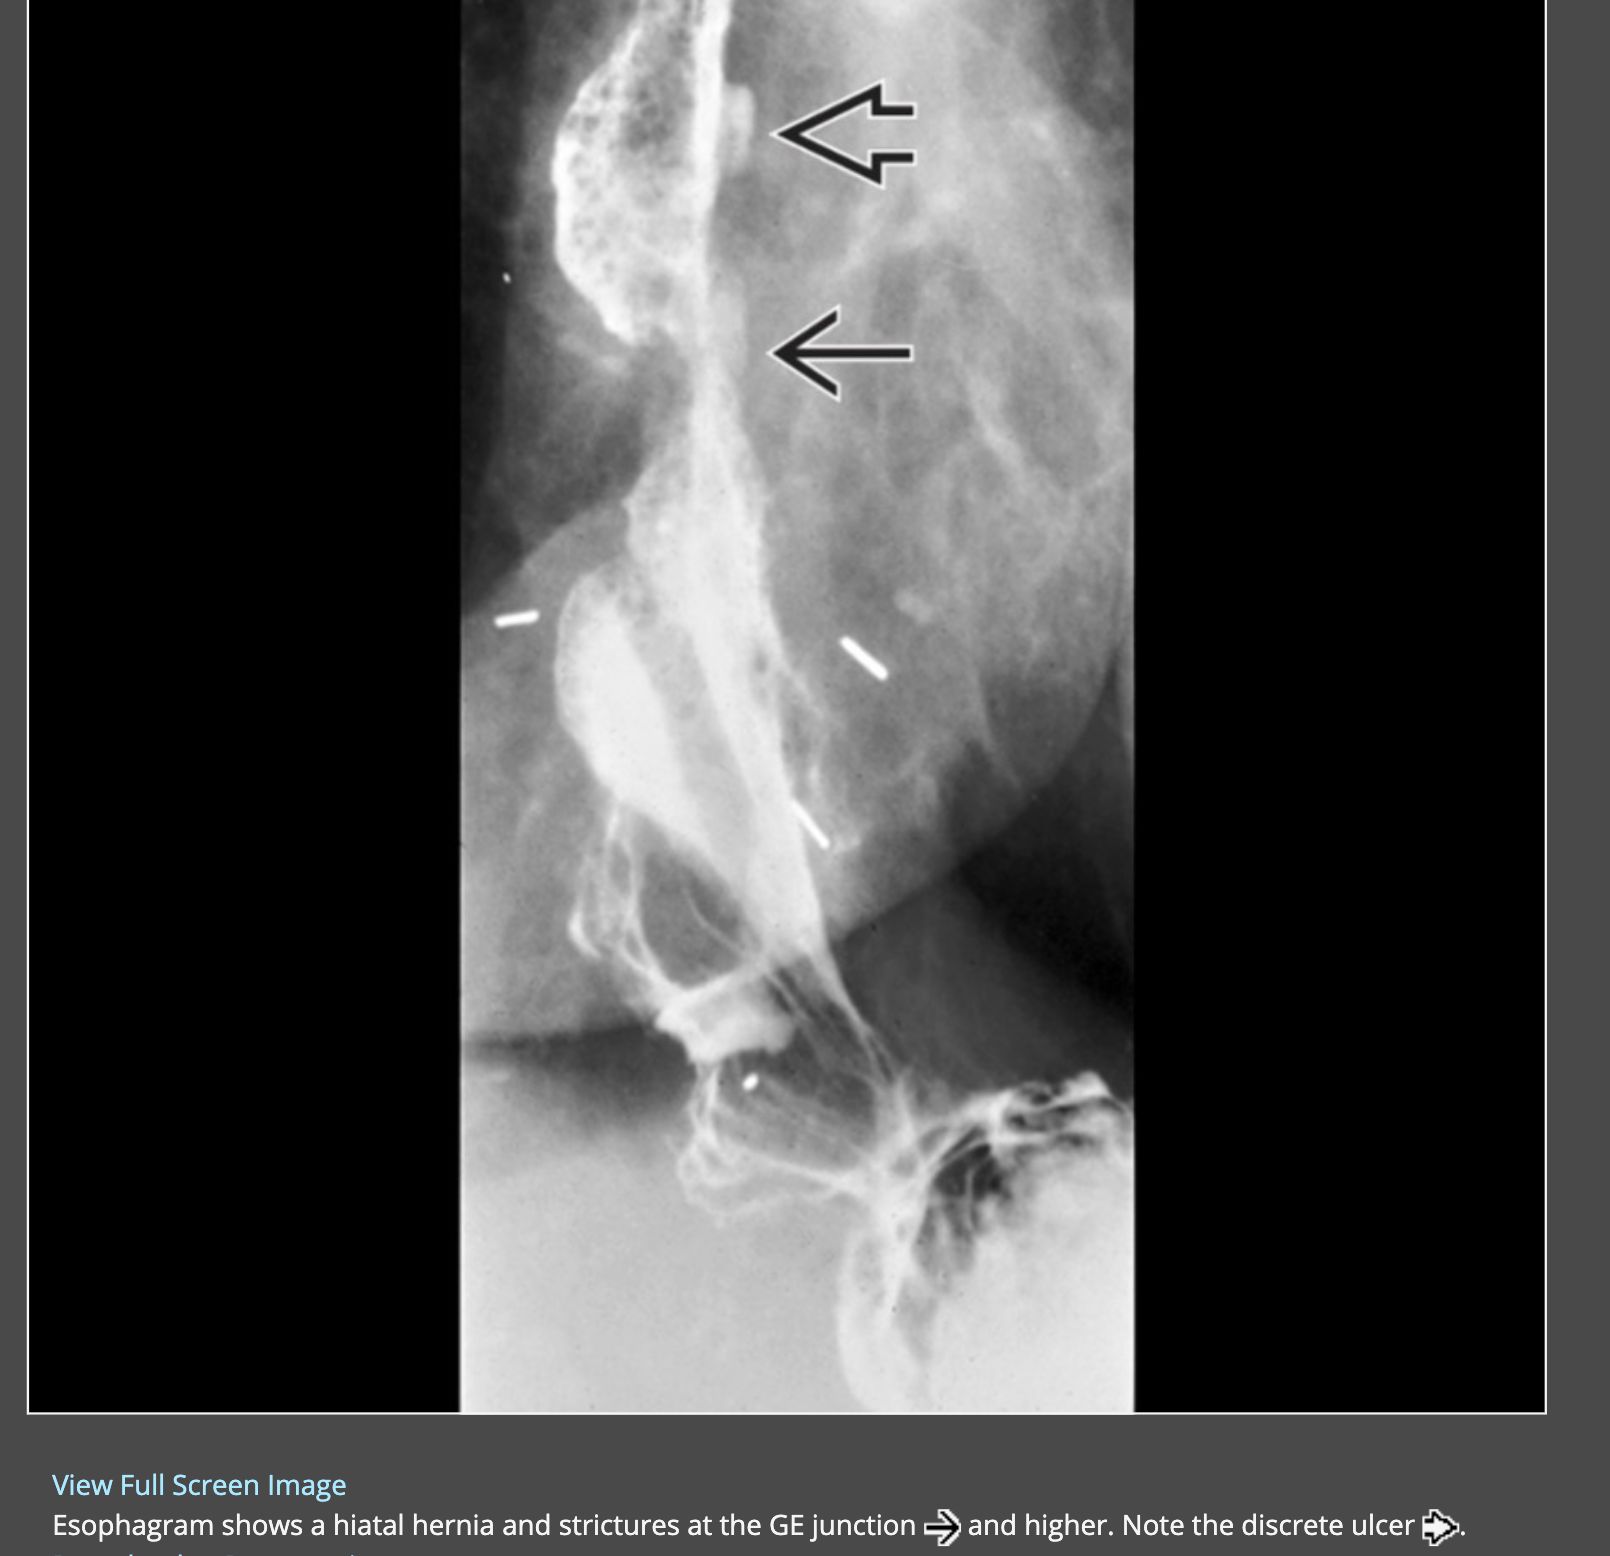 View Full Screen Image
Esophagram shows a hiatal hernia and strictures at the GE junction and higher. Note the discrete ulcer .